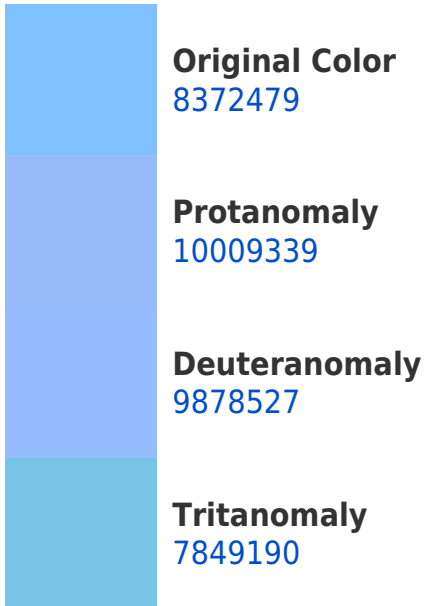 Original Color
8372479
Protanomaly
10009339
Deuteranomaly
9878527
Tritanomaly
7849190